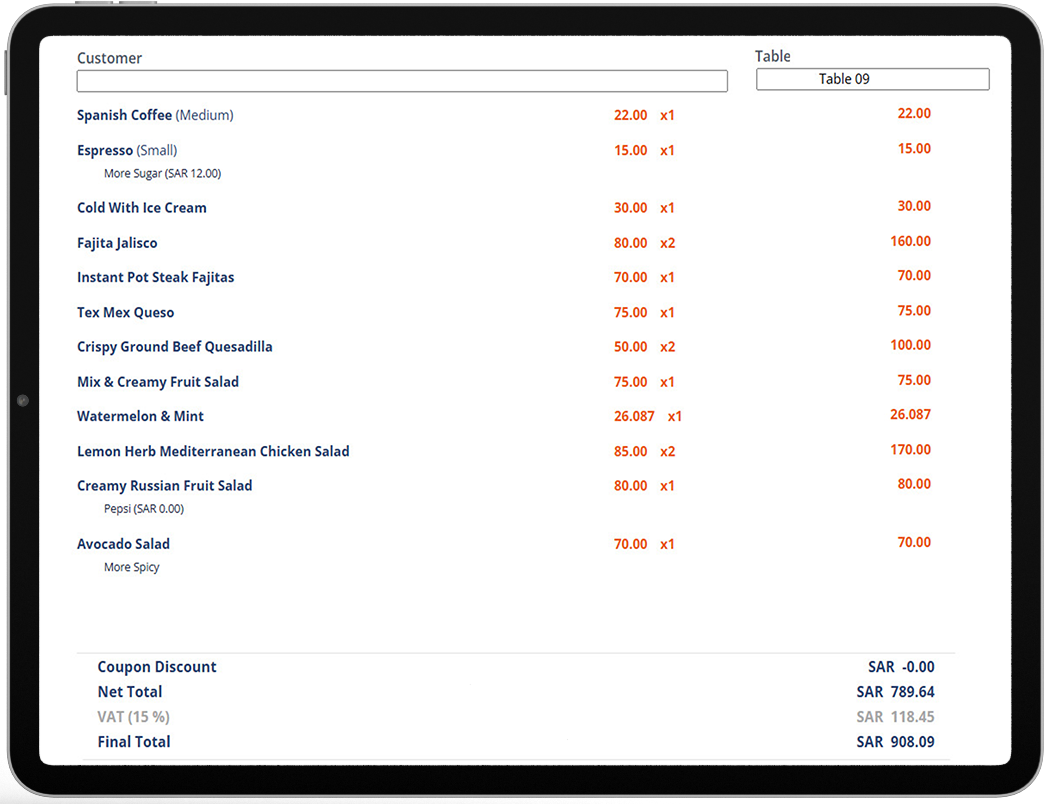 Customer Table
Table 09
Spanish Coffee (Medium) 22.00 x1 22.00
Espresso (Small) 15.00 x1 15.00
More Sugar (SAR 12.00)
Cold With Ice Cream 30.00 x1 30.00
Fajita Jalisco 80.00 x2 160.00
Instant Pot Steak Fajitas 70.00 x1 70.00
Tex Mex Queso 75.00 x1 75.00
Crispy Ground Beef Quesadilla 50.00 x2 100.00
Mix & Creamy Fruit Salad 75.00 x1 75.00
Watermelon & Mint 26.087 x1 26.087
Lemon Herb Mediterranean Chicken Salad 85.00 x2 170.00
Creamy Russian Fruit Salad 80.00 x1 80.00
Pepsi (SAR 0.00)
Avocado Salad 70.00 x1 70.00
More Spicy
Coupon Discount SAR -0.00
Net Total SAR 789.64
VAT (15 %) SAR 118.45
Final Total SAR 908.09